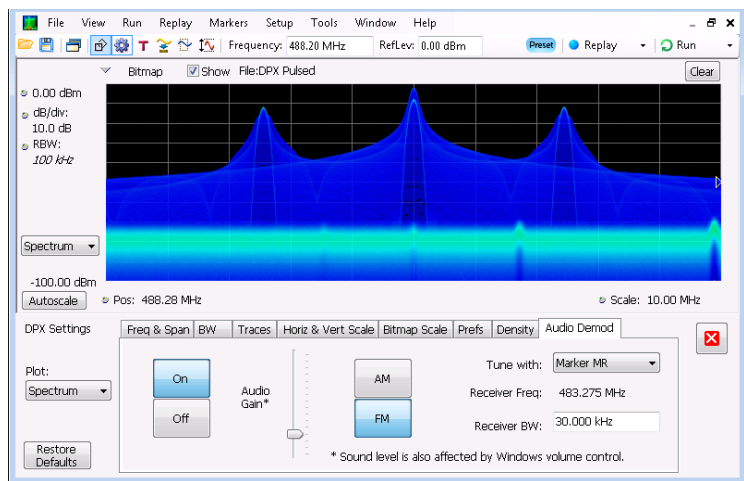 File View Run Replay Markers Setup Tools Window Help
T Frequency: 488.20 MHz RefLev: 0.00 dBm Preset Replay Run
Bitmap Show File:DPX Pulsed Clear
0.00 dBm
dB/div:
10.0 dB
RBW:
100 kHz
Spectrum
-100.00 dBm
Autoscale Pos: 488.28 MHz Scale: 10.00 MHz
DPX Settings Freq & Span BW Traces Horiz & Vert Scale Bitmap Scale Prefs Density Audio Demod
Plot:
Spectrum
Restore
Defaults
On
Off
Audio
Gain*
AM
FM
Tune with: Marker MR
Receiver Freq: 483.275 MHz
Receiver BW: 30.000 kHz
* Sound level is also affected by Windows volume control.